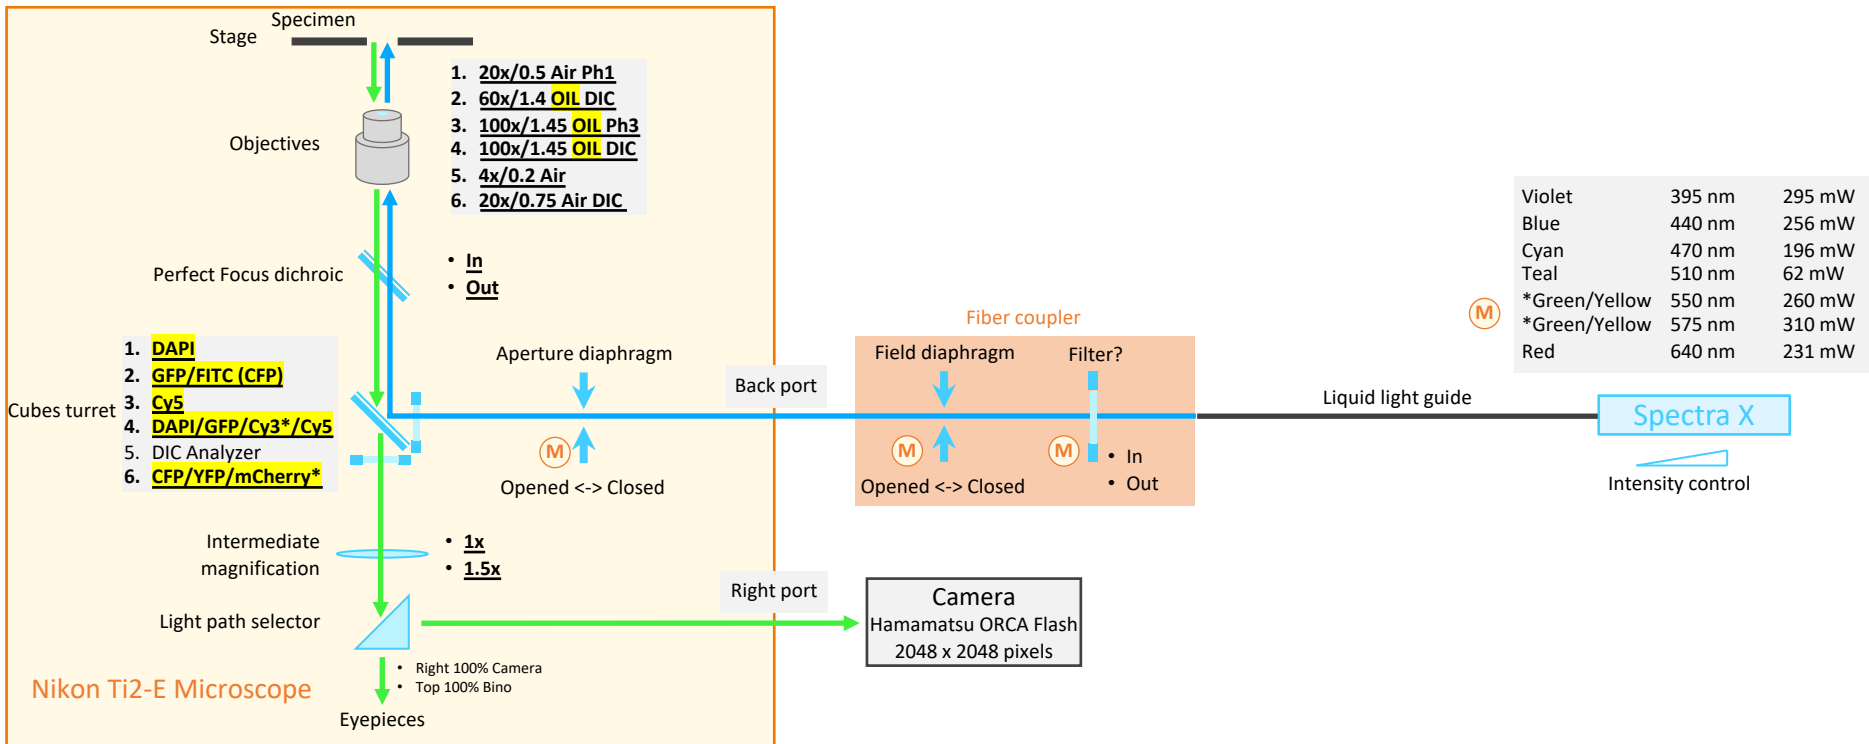 Specimen
Stage
1. 20x/0.5 Air Ph1
2. 60x/1.4 OIL DIC
3. 100x/1.45 OIL Ph3
4. 100x/1.45 OIL DIC
5. 4x/0.2 Air
6. 20x/0.75 Air DIC
Objectives
Perfect Focus dichroic
• In
• Out
Cubes turret
1. DAPI
2. GFP/FITC (CFP)
3. Cy5
4. DAPI/GFP/Cy3*/Cy5
5. DIC Analyzer
6. CFP/YFP/mCherry*
Aperture diaphragm
M
Opened <-> Closed
Back port
Fiber coupler
Field diaphragm
M
Opened <-> Closed
Filter?
M
• In
• Out
Liquid light guide
M
Violet 395 nm 295 mW
Blue 440 nm 256 mW
Cyan 470 nm 196 mW
Teal 510 nm 62 mW
*Green/Yellow 550 nm 260 mW
*Green/Yellow 575 nm 310 mW
Red 640 nm 231 mW
Spectra X
Intensity control
Intermediate
magnification
• 1x
• 1.5x
Light path selector
Right port
Camera
Hamamatsu ORCA Flash
2048 x 2048 pixels
• Right 100% Camera
• Top 100% Bino
Nikon Ti2-E Microscope
Eyepieces